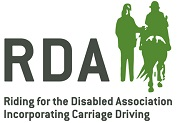 RDA
Riding for the Disabled Association
Incorporating Carriage Driving